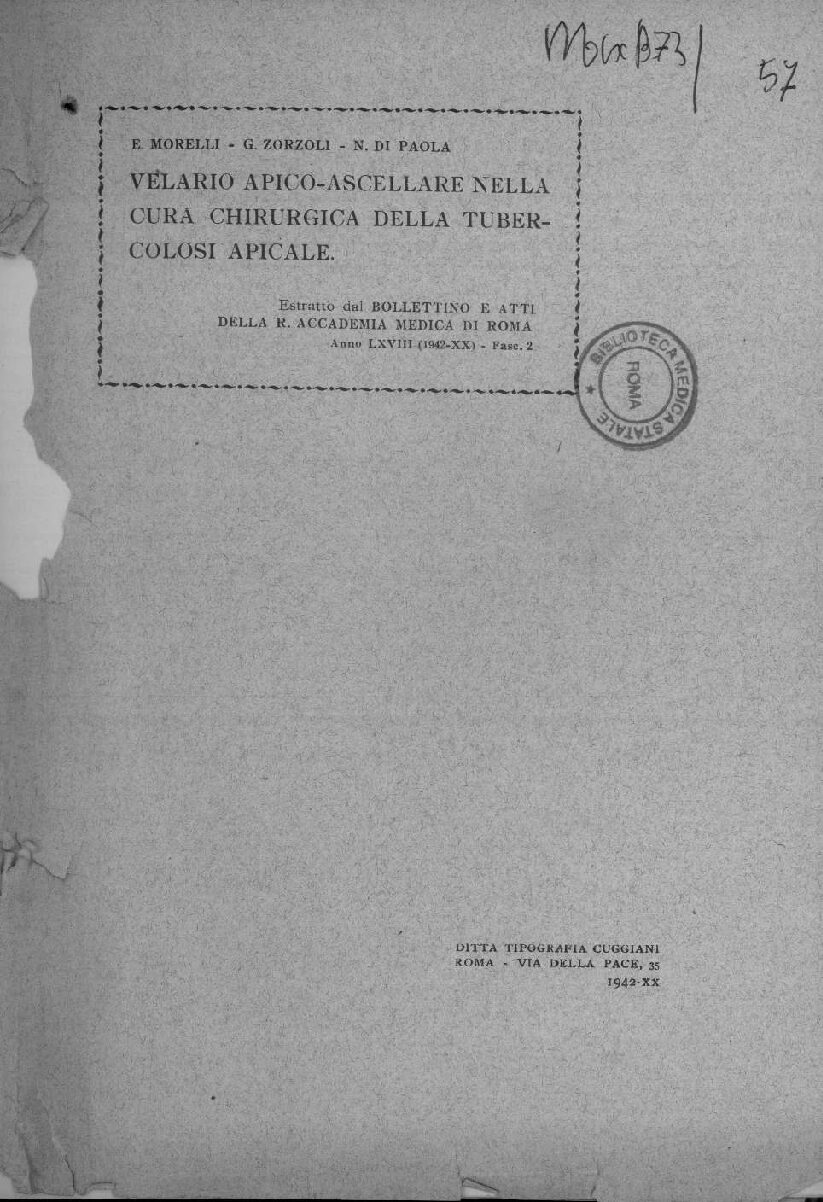 57
E. MORELLI - G. ZORZOLI - N. DI PAOLA
VELARIO APICO-ASCELLARE NELLA
CURA CHIRURGICA DELLA TUBER-
COLOSI APICALE.
Estratto dal BOLLETTINO E ATTI
DELLA R. ACCADEMIA MEDICA DI ROMA
Anno LXVIII (1942-XX) - Fasc. 2
BIBLIOTECA MEDICA STATALE
ROMA
DITTA TIPOGRAFIA CUGGIANI
ROMA - VIA DELLA PACE, 35
1942-XX